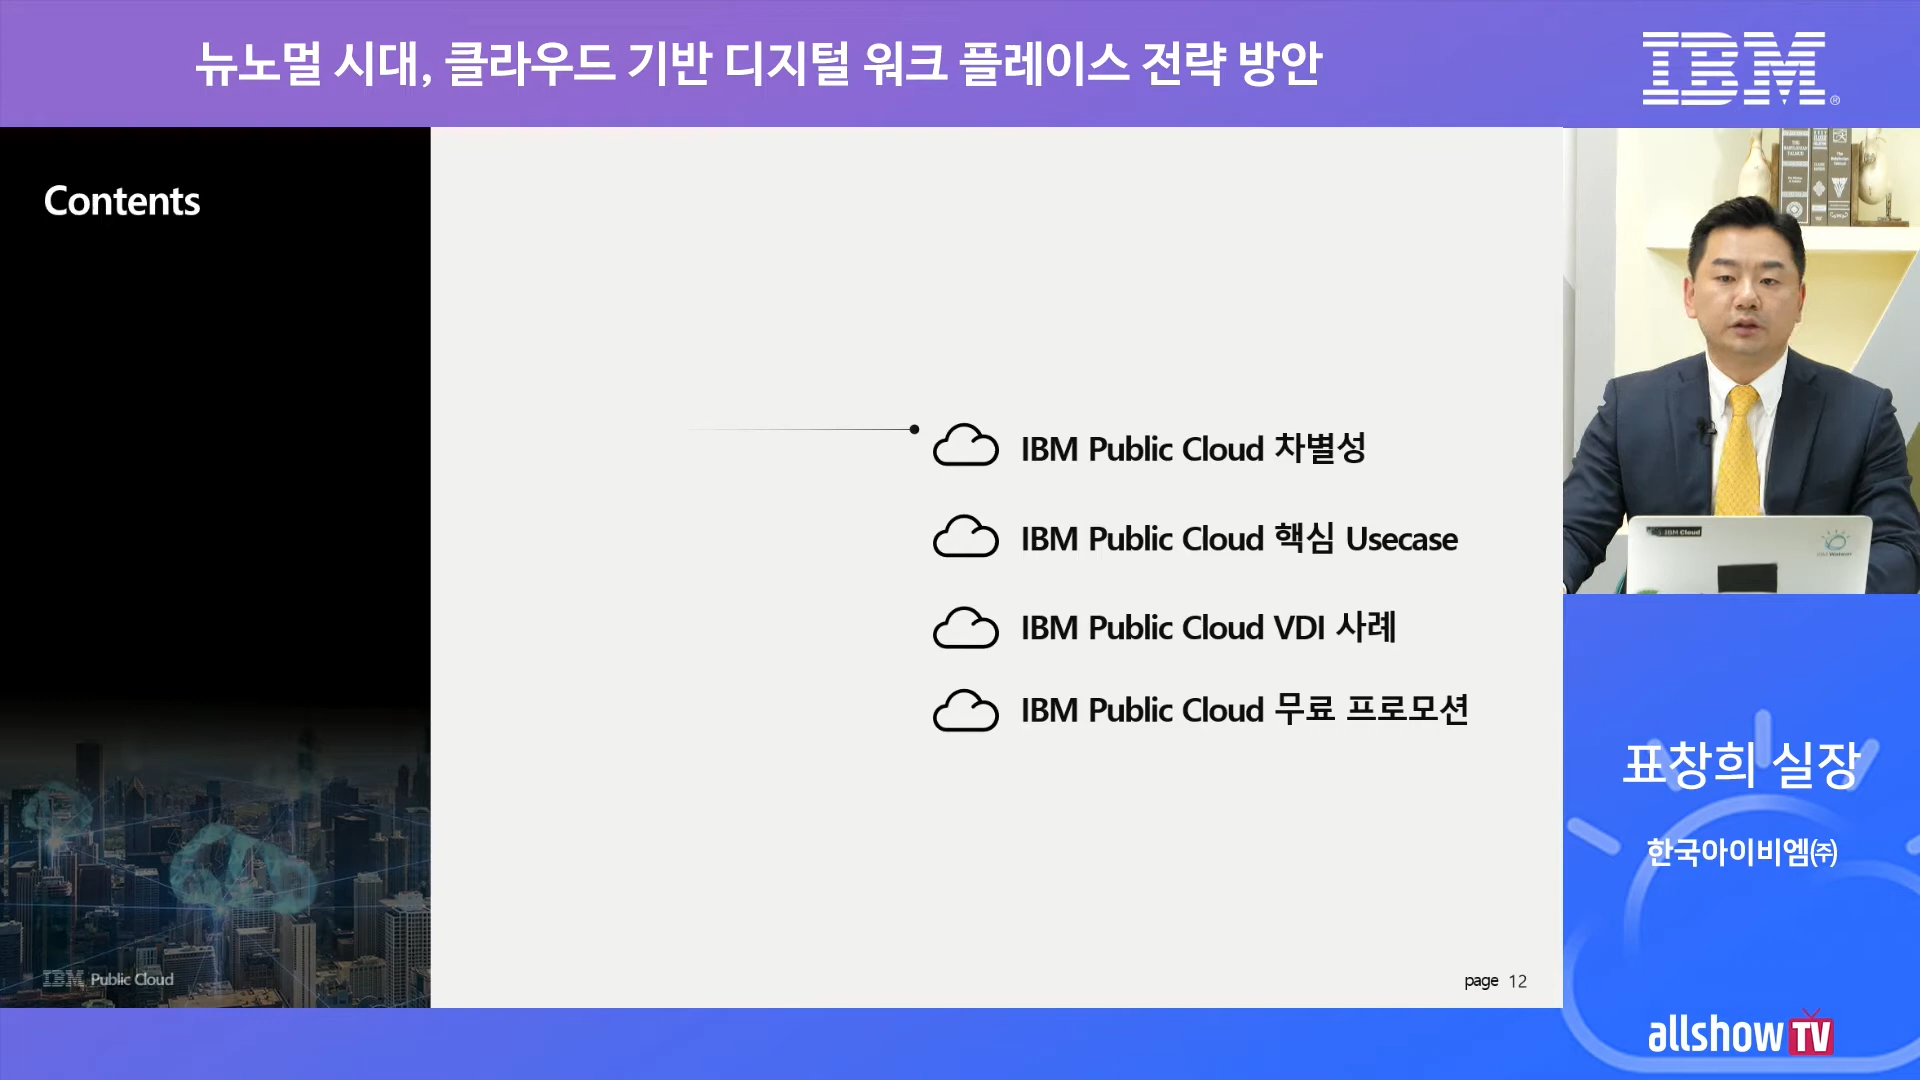 뉴노멀 시대, 클라우드 기반 디지털 워크 플레이스 전략 방안
IBM®
Contents
IBM Public Cloud 차별성
IBM Public Cloud 핵심 Usecase
IBM Public Cloud VDI 사례
IBM Public Cloud 무료 프로모션
IBM Public Cloud
page 12
IBM Cloud
표창희 실장
한국아이비엠㈜
allshow TV